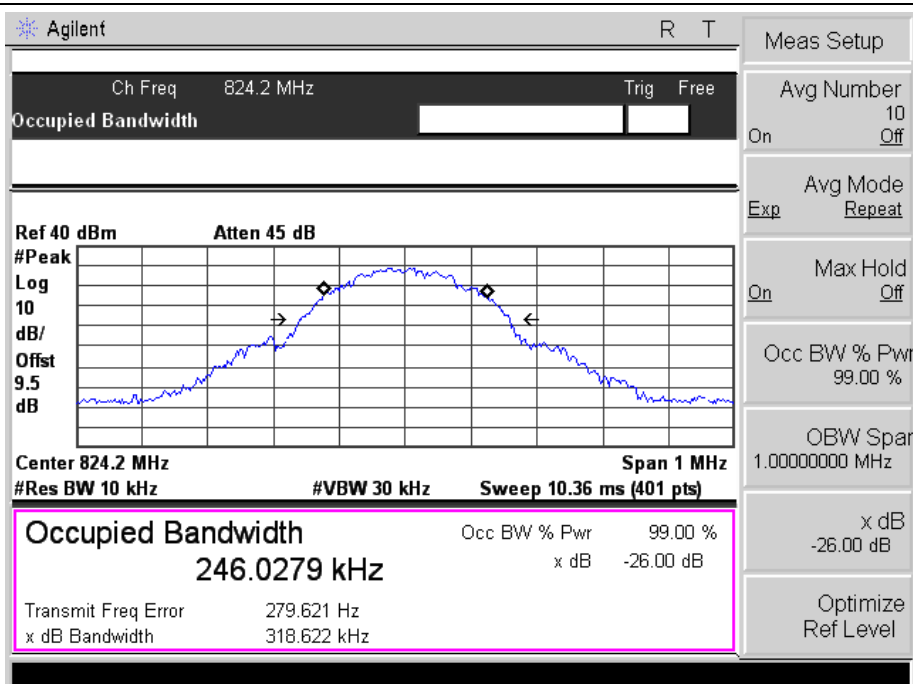 Agilent
R T
Ch Freq 824.2 MHz Trig Free
Occupied Bandwidth
Ref 40 dBm Atten 45 dB
#Peak
Log
10
dB/
Offst
9.5
dB
Center 824.2 MHz Span 1 MHz
#Res BW 10 kHz #VBW 30 kHz Sweep 10.36 ms (401 pts)
Occupied Bandwidth
246.0279 kHz
Occ BW % Pwr 99.00 %
x dB -26.00 dB
Transmit Freq Error 279.621 Hz
x dB Bandwidth 318.622 kHz
Meas Setup
Avg Number
10
On Off
Avg Mode
Exp Repeat
Max Hold
On Off
Occ BW % Pwr
99.00 %
OBW Span
1.00000000 MHz
x dB
-26.00 dB
Optimize
Ref Level